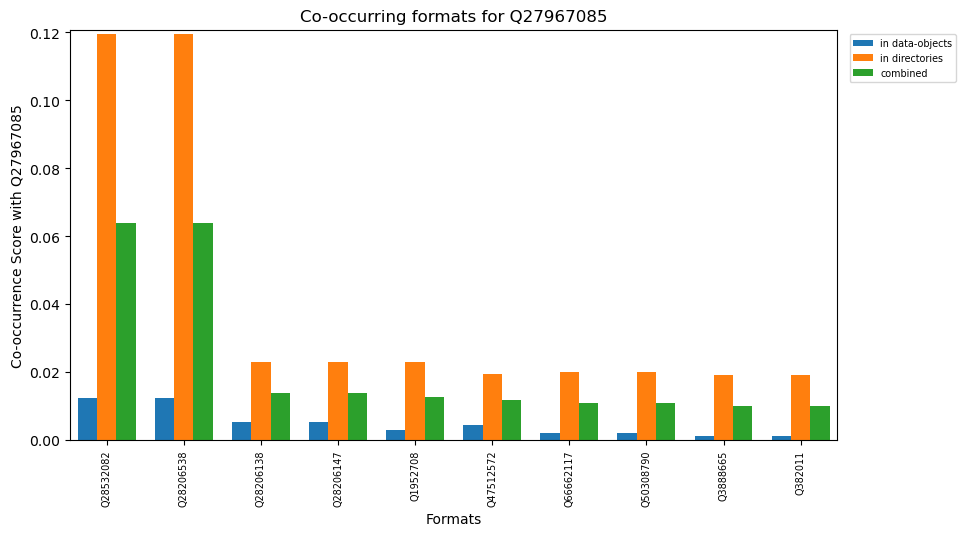 Co-occurring formats for Q27967085
in data-objects
in directories
combined
Co-occurrence Score with Q27967085
0.12
0.10
0.08
0.06
0.04
0.02
0.00
Q28532082
Q28206538
Q28206138
Q28206147
Q1952708
Q47512572
Q66662117
Q50308790
Q3888665
Q382011
Formats